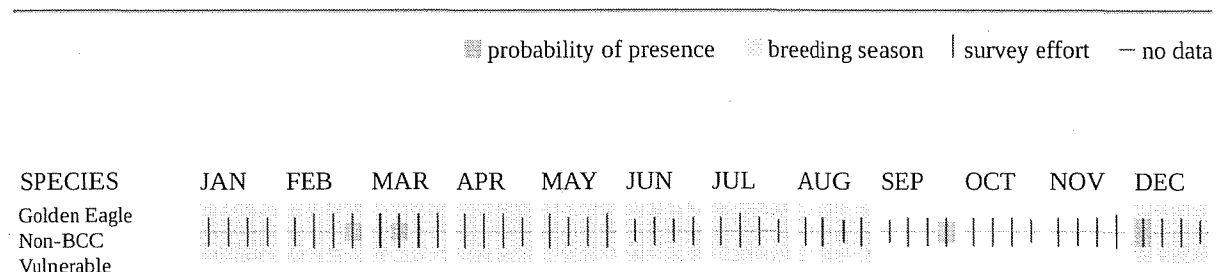 probability of presence breeding season survey effort no data
SPECIES JAN FEB MAR APR MAY JUN JUL AUG SEP OCT NOV DEC
Golden Eagle
Non-BCC
Vulnerable